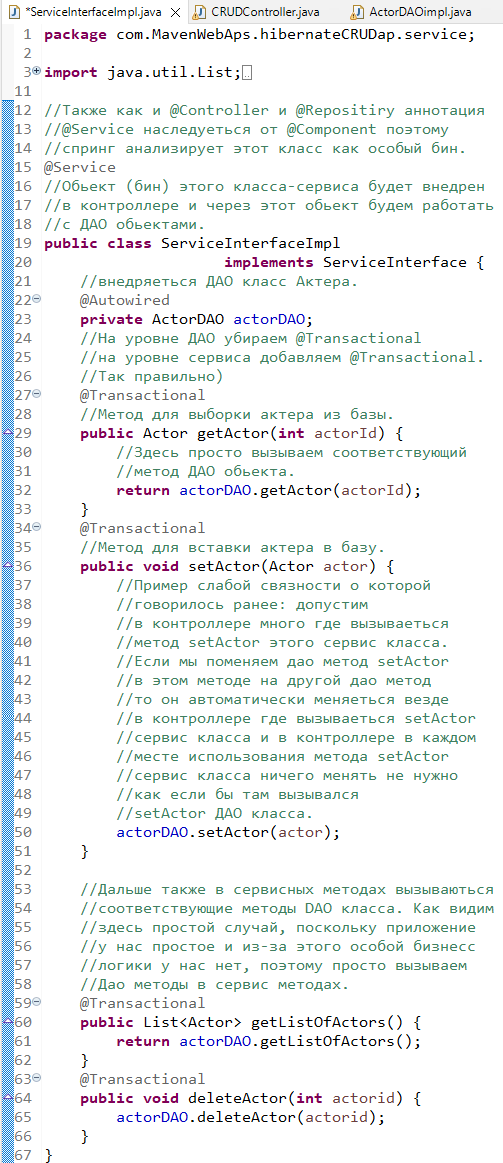 *ServiceInterfaceImpl.java CRUDController.java ActorDAOimpl.java
1 package com.MavenWebAps.hibernateCRUDap.service;
2
3 import java.util.List;
11
12 //Также как и @Controller и @Repositiry аннотация
13 //@Service наследуеться от @Component поэтому
14 //спринг анализирует этот класс как особый бин.
15 @Service
16 //Обьект (бин) этого класса-сервиса будет внедрен
17 //в контроллере и через этот обьект будем работать
18 //с ДАО обьектами.
19 public class ServiceInterfaceImpl
20 implements ServiceInterface {
21 //внедряеться ДАО класс Актера.
22 @Autowired
23 private ActorDAO actorDAO;
24 //На уровне ДАО убираем @Transactional
25 //на уровне сервиса добавляем @Transactional.
26 //Так правильно)
27 @Transactional
28 //Метод для выборки актера из базы.
29 public Actor getActor(int actorId) {
30 //Здесь просто вызываем соответствующий
31 //метод ДАО обьекта.
32 return actorDAO.getActor(actorId);
33 }
34 @Transactional
35 //Метод для вставки актера в базу.
36 public void setActor(Actor actor) {
37 //Пример слабой связности о которой
38 //говорилось ранее: допустим
39 //в контроллере много где вызываеться
40 //метод setActor этого сервис класса.
41 //Если мы поменяем дао метод setActor
42 //в этом методе на другой дао метод
43 //то он автоматически меняеться везде
44 //в контроллере где вызываеться setActor
45 //сервис класса и в контроллере в каждом
46 //месте использования метода setActor
47 //сервис класса ничего менять не нужно
48 //как если бы там вызывался
49 //setActor ДАО класса.
50 actorDAO.setActor(actor);
51 }
52
53 //Дальше также в сервисных методах вызываються
54 //соответствующие методы DAO класса. Как видим
55 //здесь простой случай, поскольку приложение
56 //у нас простое и из-за этого особой бизнесс
57 //логики у нас нет, поэтому просто вызываем
58 //Дао методы в сервис методах.
59 @Transactional
60 public List<Actor> getListOfActors() {
61 return actorDAO.getListOfActors();
62 }
63 @Transactional
64 public void deleteActor(int actorid) {
65 actorDAO.deleteActor(actorid);
66 }
67 }